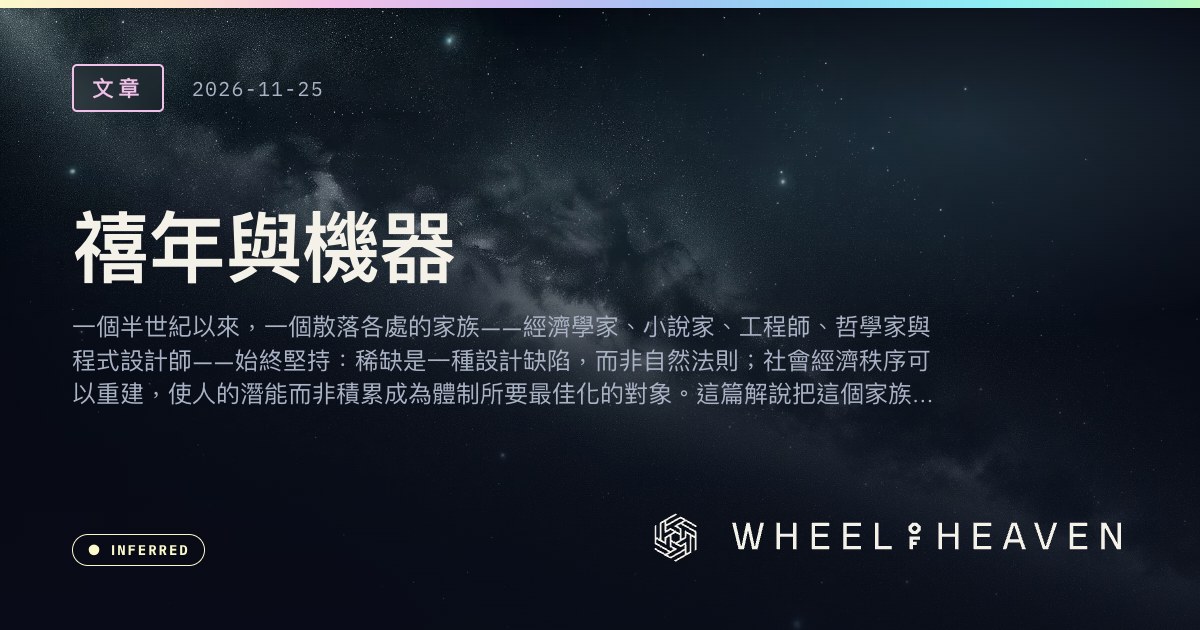 文章
2026-11-25
禧年與機器
一個半世紀以來，一個散落各處的家族——經濟學家、小說家、工程師、哲學家與
程式設計師——始終堅持：稀缺是一種設計缺陷，而非自然法則；社會經濟秩序可
以重建，使人的潛能而非積累成為體制所要最佳化的對象。這篇解說把這個家族…
INFERRED
WHEEL OF HEAVEN